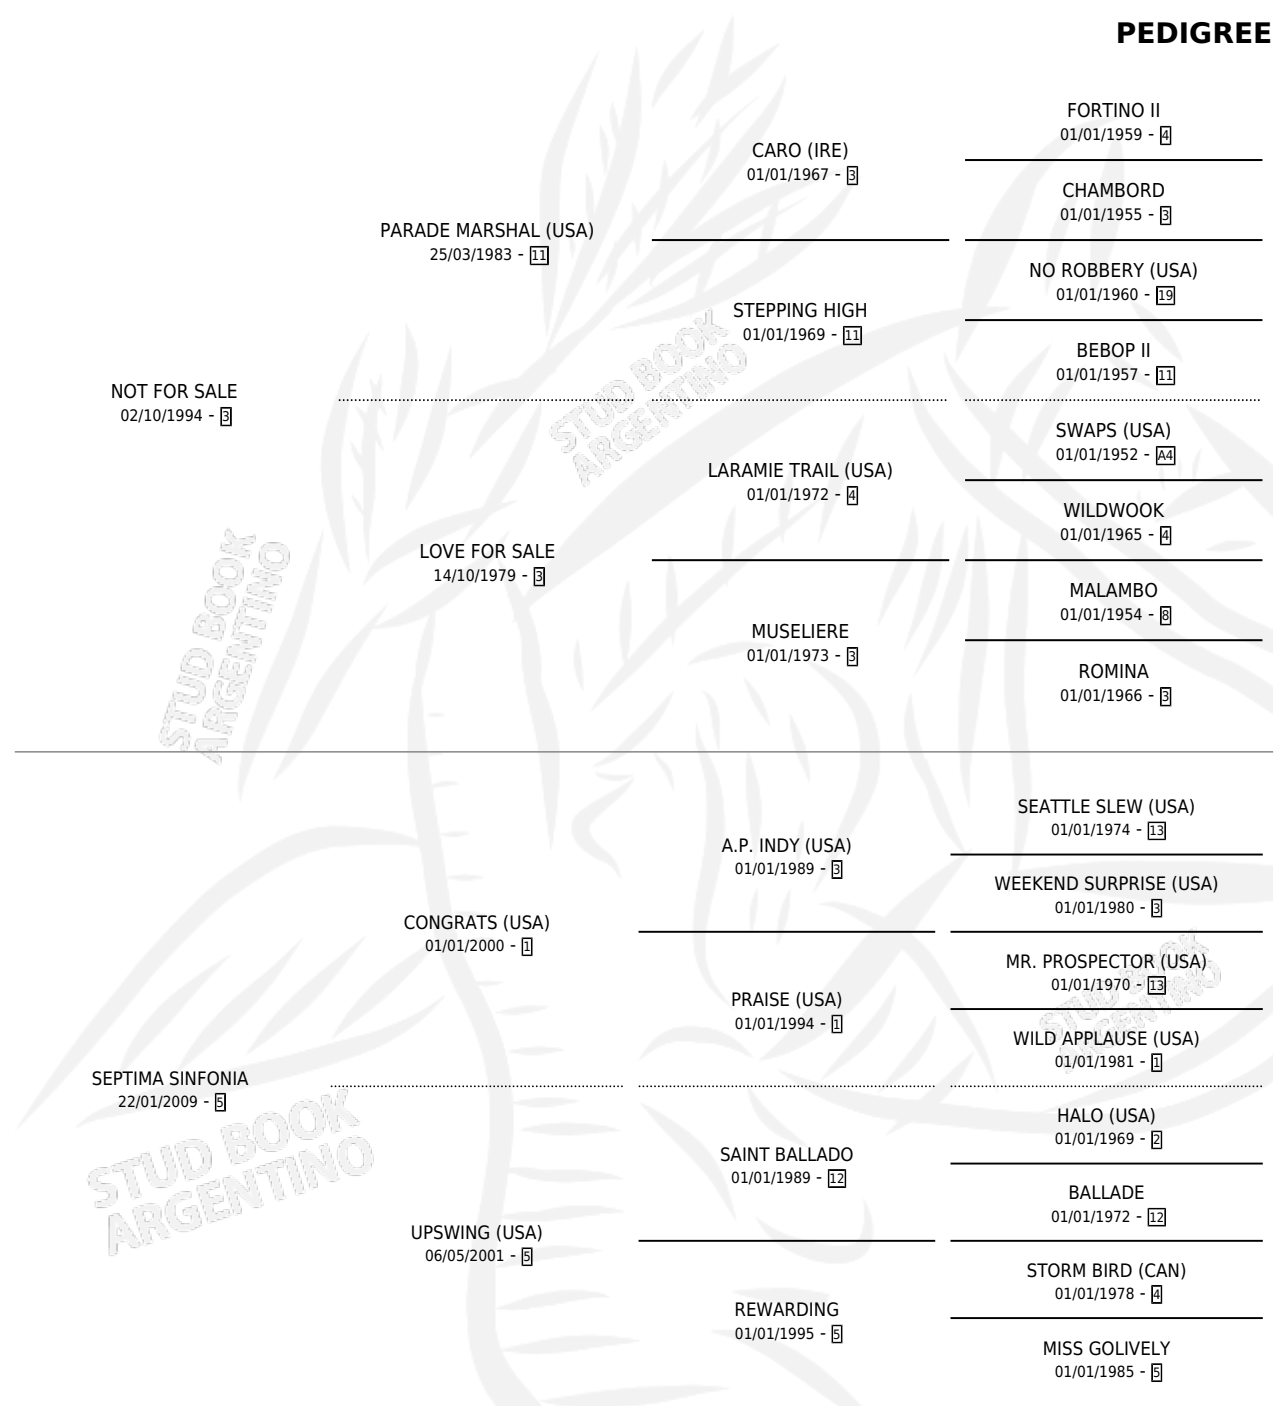 PEDIGREE
FORTINO II
01/01/1959 - 4
CARO (IRE)
01/01/1967 - 3
CHAMBORD
01/01/1955 - 3
PARADE MARSHAL (USA)
25/03/1983 - 11
NO ROBBERY (USA)
01/01/1960 - 19
STEPPING HIGH
01/01/1969 - 11
BEBOP II
01/01/1957 - 11
NOT FOR SALE
02/10/1994 - 3
SWAPS (USA)
01/01/1952 - A4
LARAMIE TRAIL (USA)
01/01/1972 - 4
WILDWOOK
01/01/1965 - 4
LOVE FOR SALE
14/10/1979 - 3
MALAMBO
01/01/1954 - 8
MUSELIERE
01/01/1973 - 3
ROMINA
01/01/1966 - 3
SEATTLE SLEW (USA)
01/01/1974 - 13
A.P. INDY (USA)
01/01/1989 - 3
WEEKEND SURPRISE (USA)
01/01/1980 - 3
CONGRATS (USA)
01/01/2000 - 1
MR. PROSPECTOR (USA)
01/01/1970 - 13
PRAISE (USA)
01/01/1994 - 1
WILD APPLAUSE (USA)
01/01/1981 - 1
SEPTIMA SINFONIA
22/01/2009 - 5
HALO (USA)
01/01/1969 - 2
SAINT BALLADO
01/01/1989 - 12
BALLADE
01/01/1972 - 12
UPSWING (USA)
06/05/2001 - 5
STORM BIRD (CAN)
01/01/1978 - 4
REWARDING
01/01/1995 - 5
MISS GOLIVELY
01/01/1985 - 5
STUD BOOK
ARGENTINO
STUD BOOK
ARGENTINO
STUD BOOK
ARGENTINO
STUD BOOK
ARGENTINO